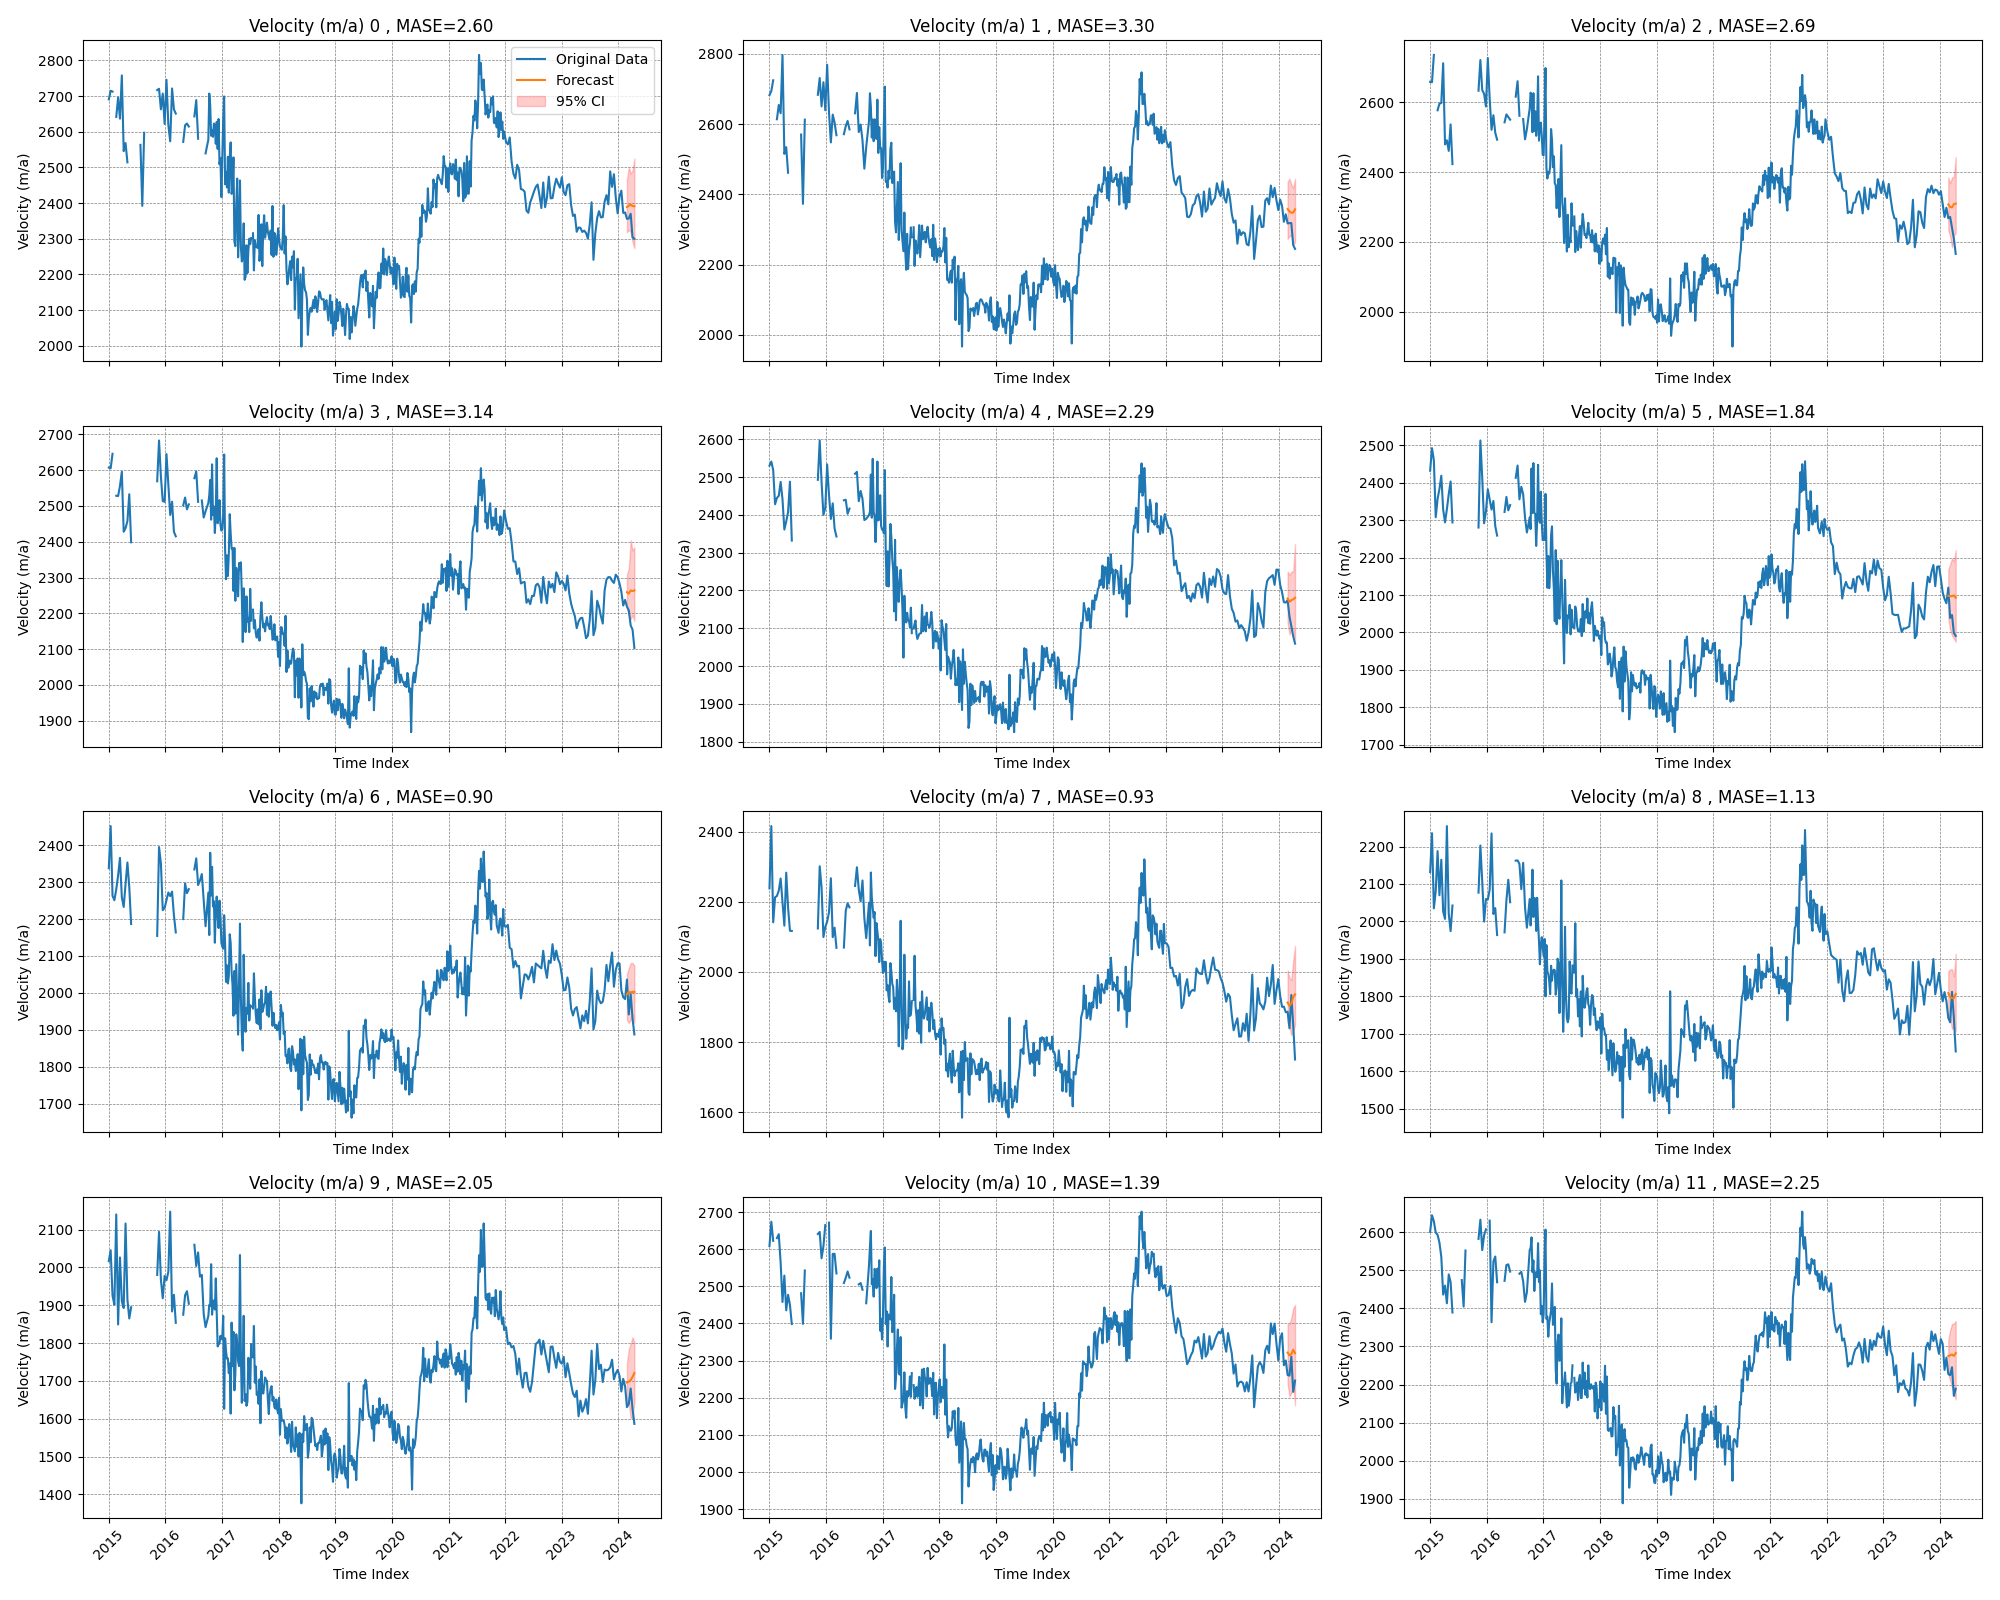 Velocity (m/a) 0 , MASE=2.60
Velocity (m/a)
2800
2700
2600
2500
2400
2300
2200
2100
2000
Original Data
Forecast
95% CI
Time Index
Velocity (m/a) 1 , MASE=3.30
Velocity (m/a)
2800
2600
2400
2200
2000
Time Index
Velocity (m/a) 2 , MASE=2.69
Velocity (m/a)
2600
2400
2200
2000
Time Index
Velocity (m/a) 3 , MASE=3.14
Velocity (m/a)
2700
2600
2500
2400
2300
2200
2100
2000
1900
Time Index
Velocity (m/a) 4 , MASE=2.29
Velocity (m/a)
2600
2500
2400
2300
2200
2100
2000
1900
1800
Time Index
Velocity (m/a) 5 , MASE=1.84
Velocity (m/a)
2500
2400
2300
2200
2100
2000
1900
1800
1700
Time Index
Velocity (m/a) 6 , MASE=0.90
Velocity (m/a)
2400
2300
2200
2100
2000
1900
1800
1700
Time Index
Velocity (m/a) 7 , MASE=0.93
Velocity (m/a)
2400
2200
2000
1800
1600
Time Index
Velocity (m/a) 8 , MASE=1.13
Velocity (m/a)
2200
2100
2000
1900
1800
1700
1600
1500
Time Index
Velocity (m/a) 9 , MASE=2.05
Velocity (m/a)
2100
2000
1900
1800
1700
1600
1500
1400
2015 2016 2017 2018 2019 2020 2021 2022 2023 2024
Time Index
Velocity (m/a) 10 , MASE=1.39
Velocity (m/a)
2700
2600
2500
2400
2300
2200
2100
2000
1900
2015 2016 2017 2018 2019 2020 2021 2022 2023 2024
Time Index
Velocity (m/a) 11 , MASE=2.25
Velocity (m/a)
2600
2500
2400
2300
2200
2100
2000
1900
2015 2016 2017 2018 2019 2020 2021 2022 2023 2024
Time Index